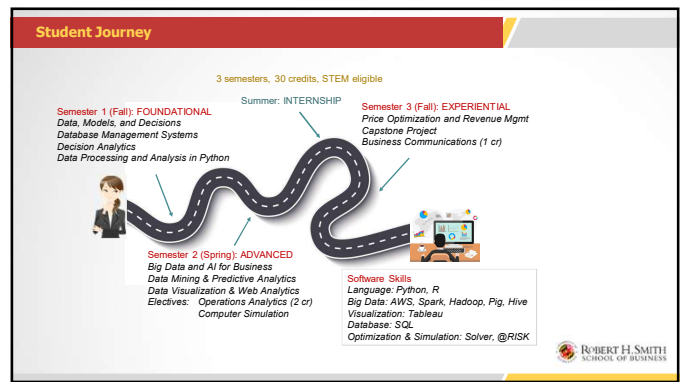 Student Journey
3 semesters, 30 credits, STEM eligible
Summer: INTERNSHIP
Semester 1 (Fall): FOUNDATIONAL
Data, Models, and Decisions
Database Management Systems
Decision Analytics
Data Processing and Analysis in Python
Semester 3 (Fall): EXPERIENTIAL
Price Optimization and Revenue Mgmt
Capstone Project
Business Communications (1 cr)
Semester 2 (Spring): ADVANCED
Big Data and AI for Business
Data Mining & Predictive Analytics
Data Visualization & Web Analytics
Electives: Operations Analytics (2 cr)
Computer Simulation
Software Skills
Language: Python, R
Big Data: AWS, Spark, Hadoop, Pig, Hive
Visualization: Tableau
Database: SQL
Optimization & Simulation: Solver, @RISK
ROBERT H. SMITH
SCHOOL OF BUSINESS